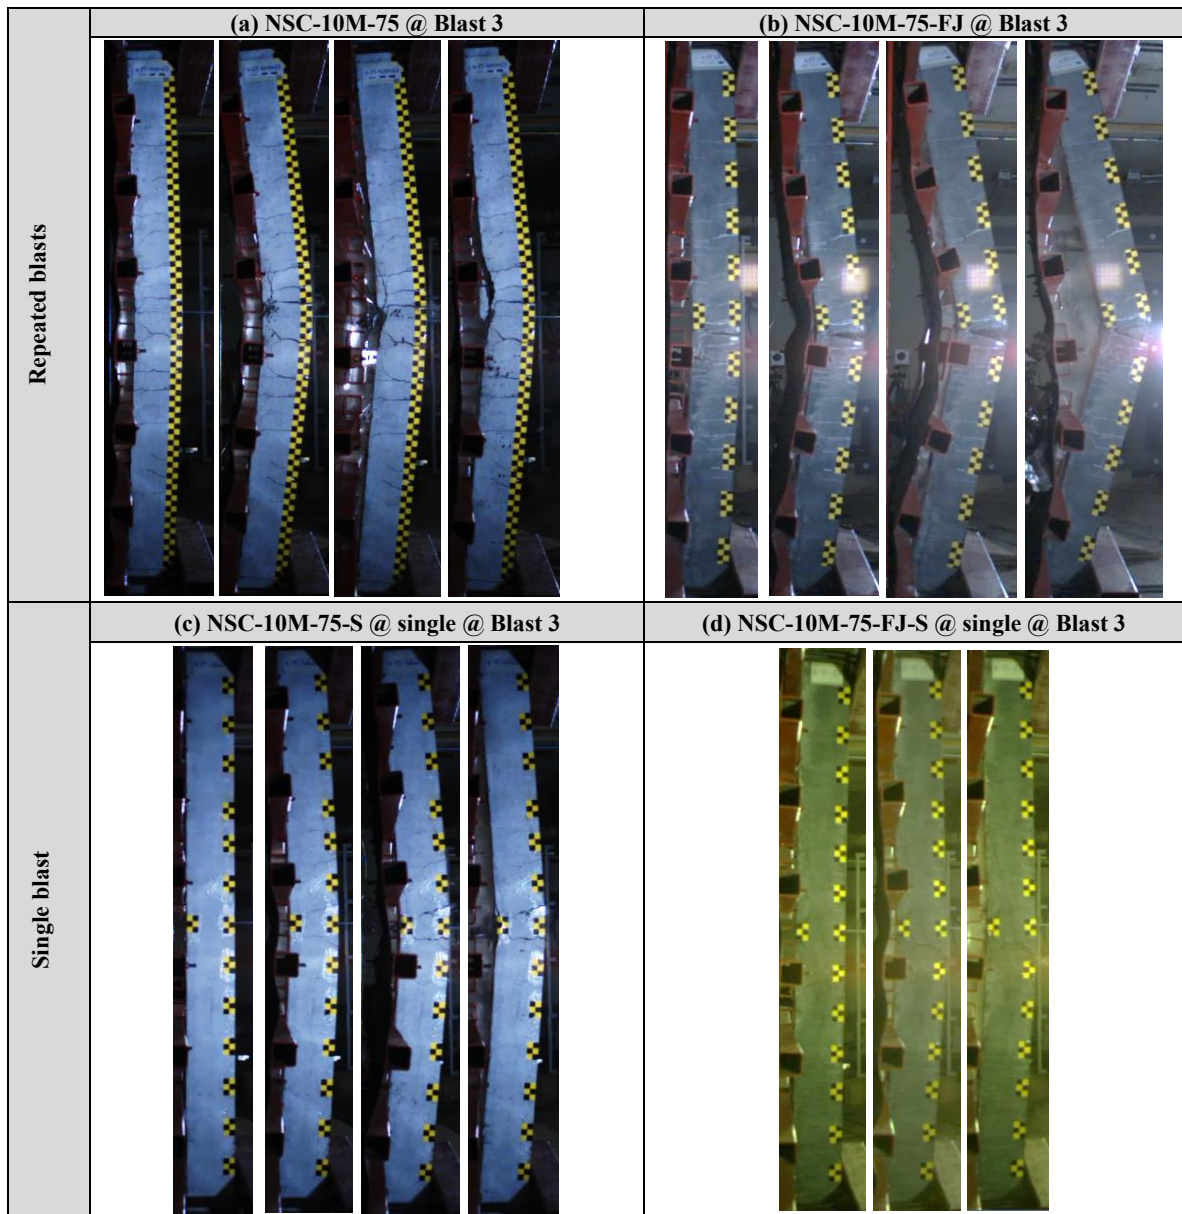 (a) NSC-10M-75 @ Blast 3
(b) NSC-10M-75-FJ @ Blast 3
Repeated blasts
(c) NSC-10M-75-S @ single @ Blast 3
(d) NSC-10M-75-FJ-S @ single @ Blast 3
Single blast